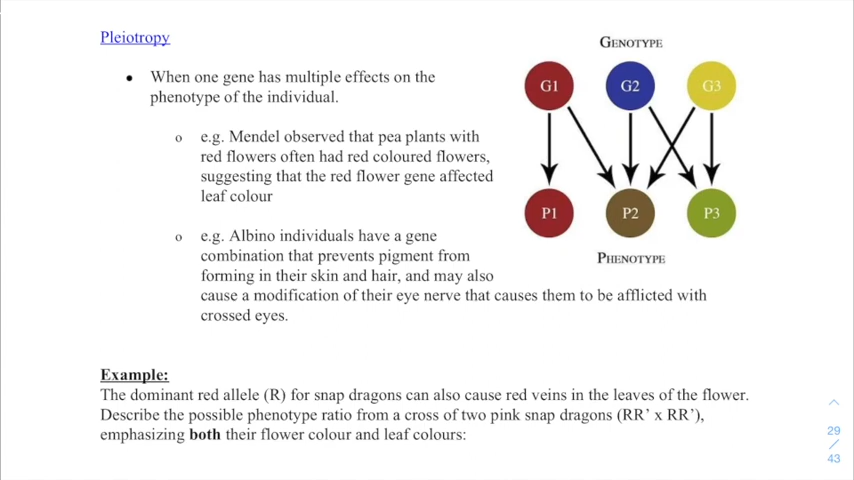 Pleiotropy
• When one gene has multiple effects on the
phenotype of the individual.
o e.g. Mendel observed that pea plants with
red flowers often had red coloured flowers,
suggesting that the red flower gene affected
leaf colour
o e.g. Albino individuals have a gene
combination that prevents pigment from
forming in their skin and hair, and may also
cause a modification of their eye nerve that causes them to be afflicted with
crossed eyes.
GENOTYPE
G1 G2 G3
P1 P2 P3
PHENOTYPE
Example:
The dominant red allele (R) for snap dragons can also cause red veins in the leaves of the flower.
Describe the possible phenotype ratio from a cross of two pink snap dragons (RR’ x RR’),
emphasizing both their flower colour and leaf colours:
29
/
43